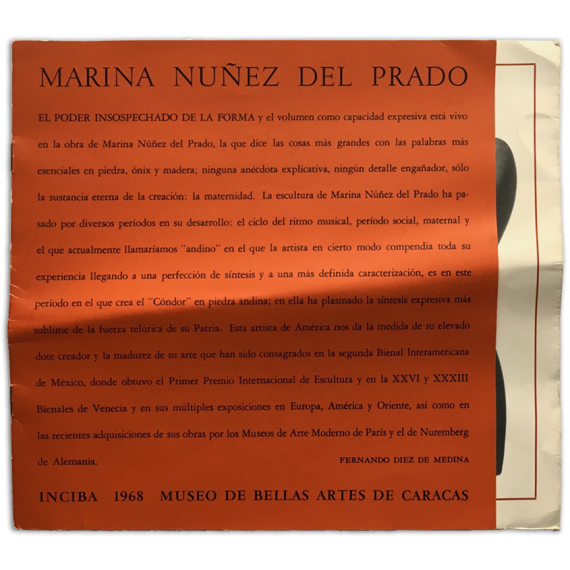 MARINA NUÑEZ DEL PRADO
EL PODER INSOSPECHADO DE LA FORMA y el volumen como capacidad expresiva está vivo
en la obra de Marina Núñez del Prado, la que dice las cosas más grandes con las palabras más
esenciales en piedra, ónix y madera; ninguna anécdota explicativa, ningún detalle engañador, sólo
la sustancia eterna de la creación: la maternidad. La escultura de Marina Núñez del Prado ha pa-
sado por diversos períodos en su desarrollo: el ciclo del ritmo musical, período social, maternal y
el que actualmente llamaríamos "andino" en el que la artista en cierto modo compendia toda su
experiencia llegando a una perfección de síntesis y a una más definida caracterización, es en este
período en el que crea el "Cóndor" en piedra andina; en ella ha plasmado la síntesis expresiva más
sublime de la fuerza telúrica de su Patria. Esta artista de América nos da la medida de su elevado
dote creador y la madurez de su arte que han sido consagrados en la segunda Bienal Interamericana
de México, donde obtuvo el Primer Premio Internacional de Escultura y en la XXVI y XXXIII
Bienales de Venecia y en sus múltiples exposiciones en Europa, América y Oriente, así como en
las recientes adquisiciones de sus obras por los Museos de Arte Moderno de París y el de Nuremberg
de Alemania. FERNANDO DIEZ DE MEDINA
INCIBA 1968 MUSEO DE BELLAS ARTES DE CARACAS